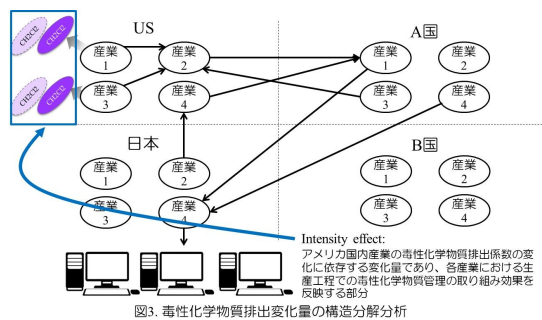 US
CH2Cl2
CH2Cl2
産業
1
産業
2
CH2Cl2
CH2Cl2
産業
3
産業
4
A国
産業
1
産業
2
産業
3
産業
4
日本
産業
1
産業
2
産業
3
産業
4
B国
産業
1
産業
2
産業
3
産業
4
Intensity effect:
アメリカ国内産業の毒性化学物質排出係数の変
化に依存する変化量であり、各産業における生
産工程での毒性化学物質管理の取り組み効果を
反映する部分
図3. 毒性化学物質排出変化量の構造分解分析